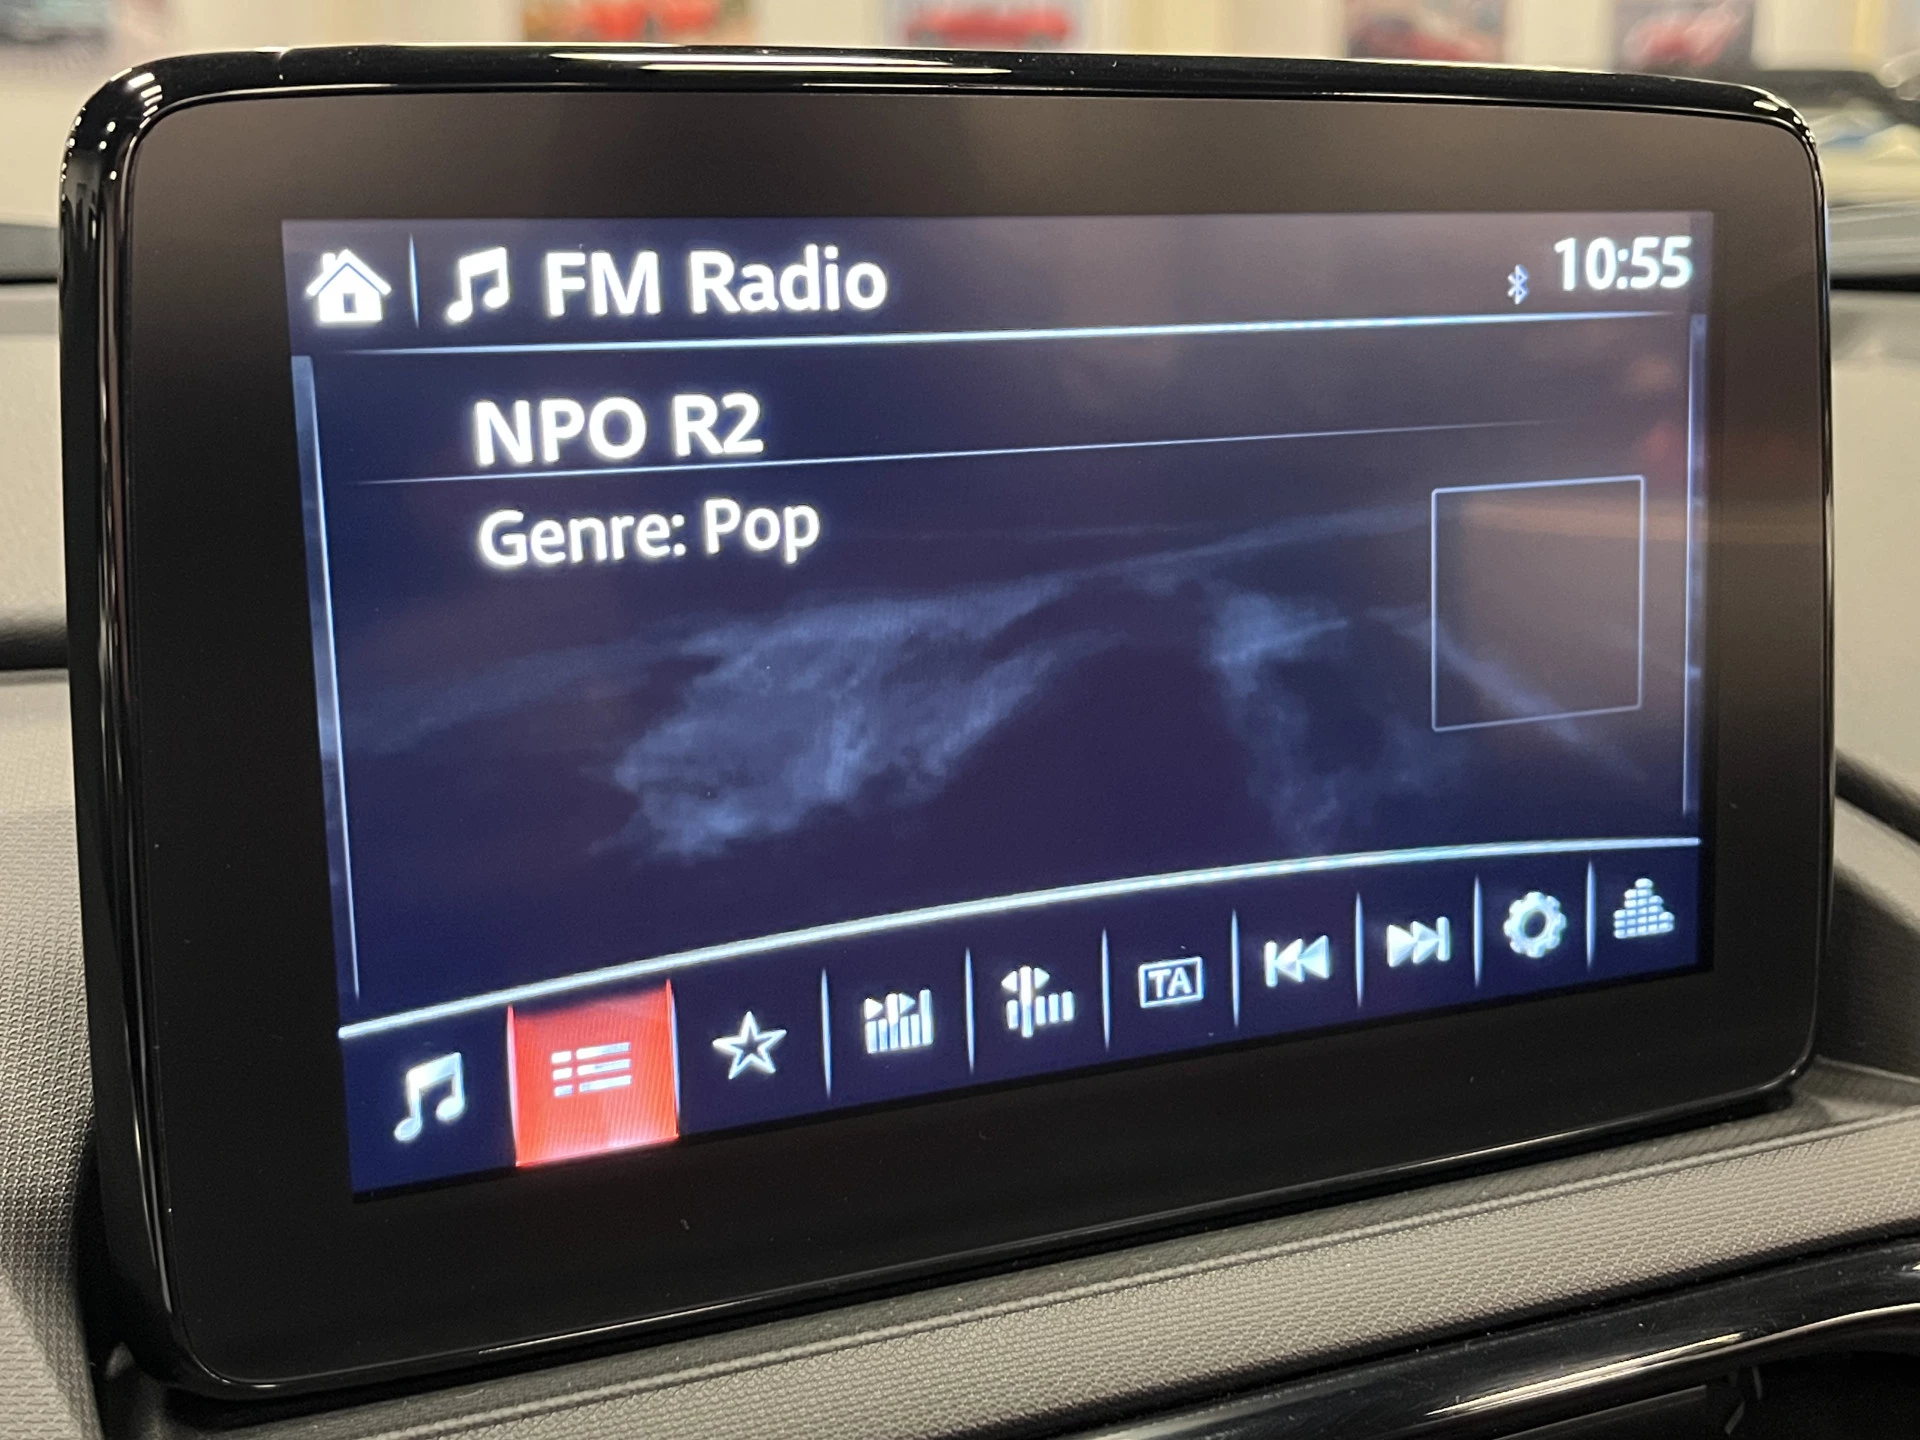 FM Radio
10:55
NPO R2
Genre: Pop
TA